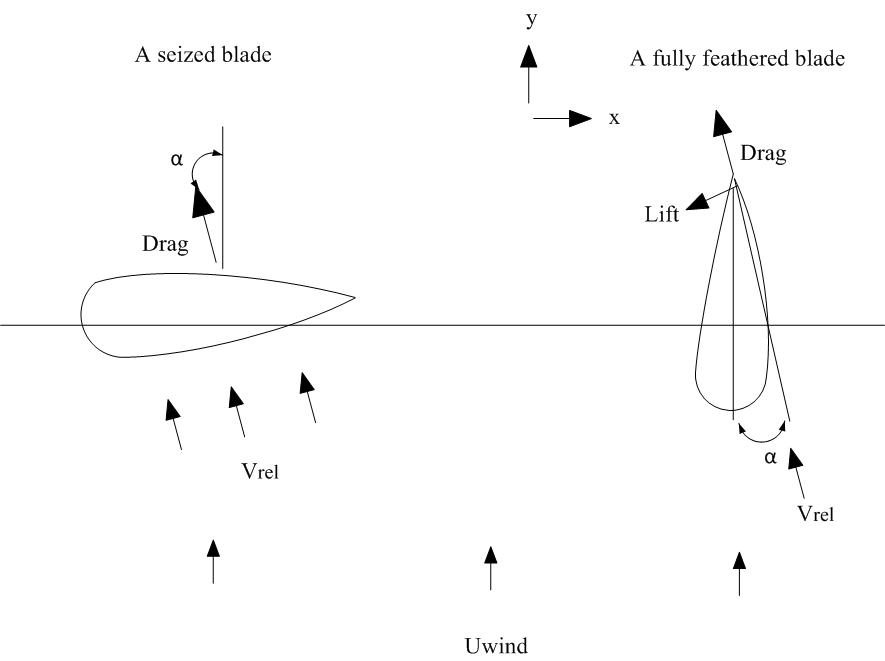 y
A seized blade
A fully feathered blade
x
α
Drag
Drag
Lift
α
Vrel
Vrel
Uwind